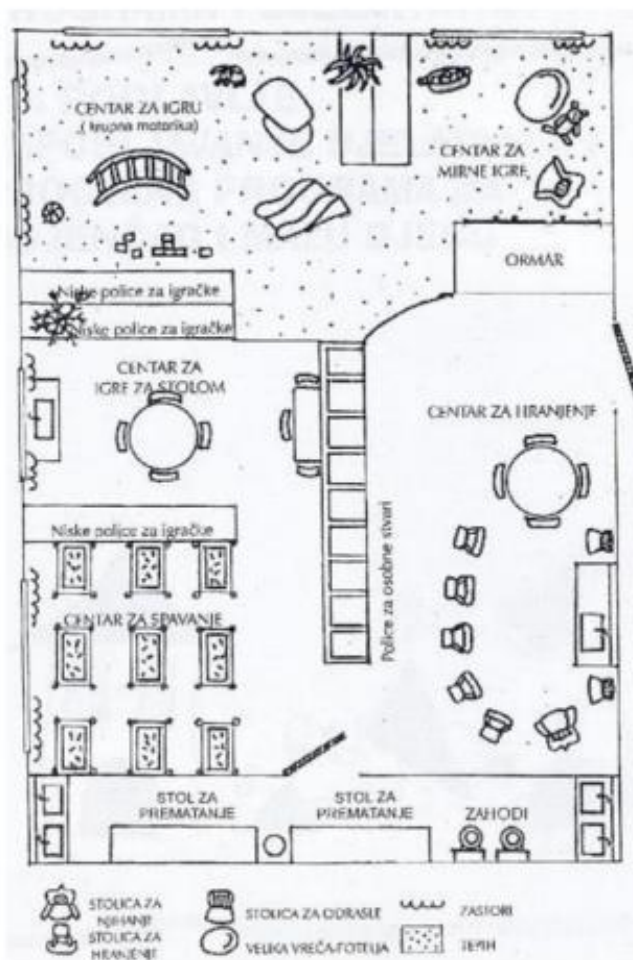 CENTAR ZA IGRU
( krupna motorika)
CENTAR ZA
MIRNE IGRE
ORMAR
Niske police za igračke
Niske police za igračke
CENTAR ZA
IGRE ZA STOLOM
CENTAR ZA HRANJENJE
Niske police za igračke
Police za osobne stvari
CENTAR ZA SPAVANJE
STOL ZA
PREMATANJE
STOL ZA
PREMATANJE
ZAHODI
STOLICA ZA
NJIHANJE
STOLICA ZA
HRANJENJE
STOLICA ZA ODRASLE
VELIKA VREĆA-FOTELJA
ZASTORI
TEPIH